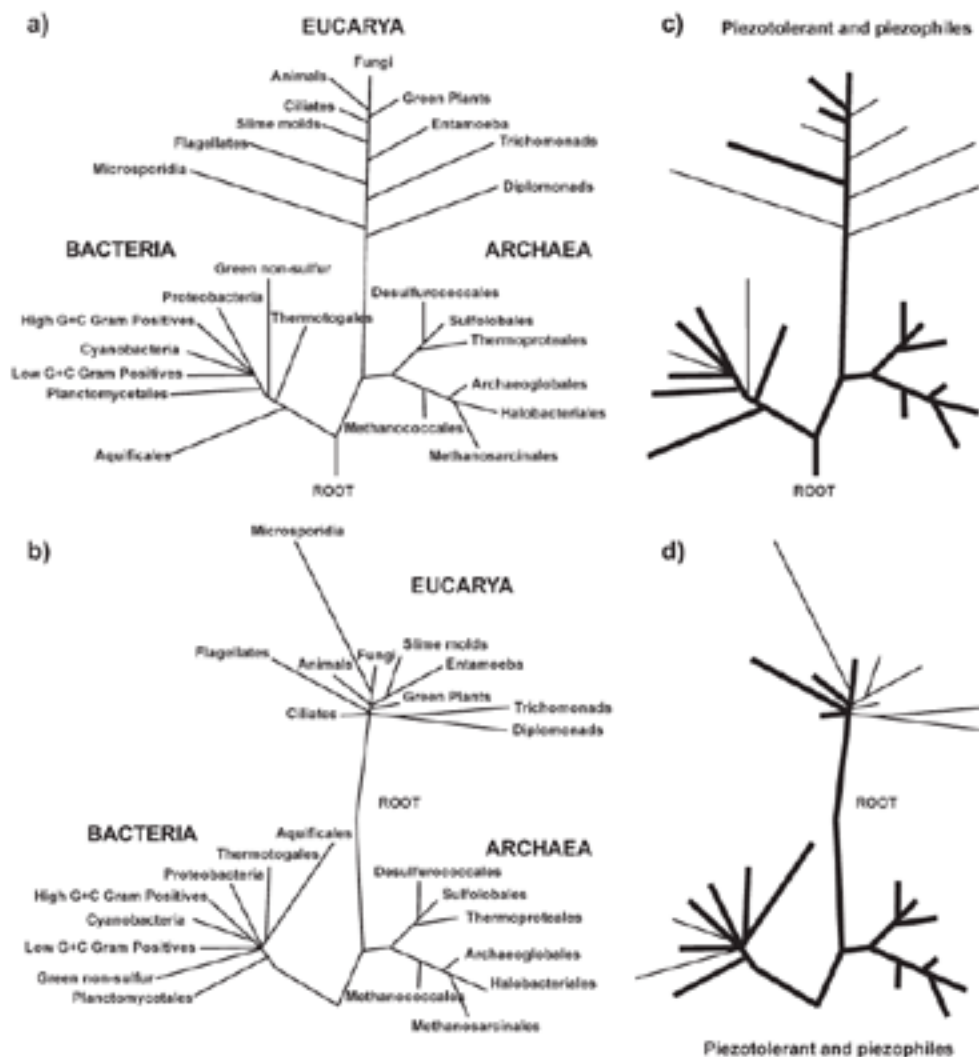 a)
EUCARYA
Fungi
Animals
Green Plants
Ciliates
Slime molds
Entamoeba
Flagellates
Trichomonads
Microsporidia
Diplomonads
BACTERIA
ARCHAEA
Green non-sulfur
Desulfurococcales
Proteobacteria
High G+C Gram Positives
Thermotogales
Sulfolobales
Thermoproteales
Cyanobacteria
Low G+C Gram Positives
Planctomycetales
Archaeoglobales
Halobacteriales
Methanococcales
Aquificales
Methanosarcinales
ROOT
c)
Piezotolerant and piezophiles
ROOT
b)
Microsporidia
EUCARYA
Slime molds
Flagellates
Fungi
Animals
Entamoeba
Green Plants
Ciliates
Trichomonads
Diplomonads
ROOT
BACTERIA
Aquificales
ARCHAEA
Thermotogales
Desulfurococcales
Proteobacteria
High G+C Gram Positives
Sulfolobales
Cyanobacteria
Thermoproteales
Low G+C Gram Positives
Archaeoglobales
Green non-sulfur
Halobacteriales
Planctomycetales
Methanococcales
Methanosarcinales
d)
ROOT
Piezotolerant and piezophiles